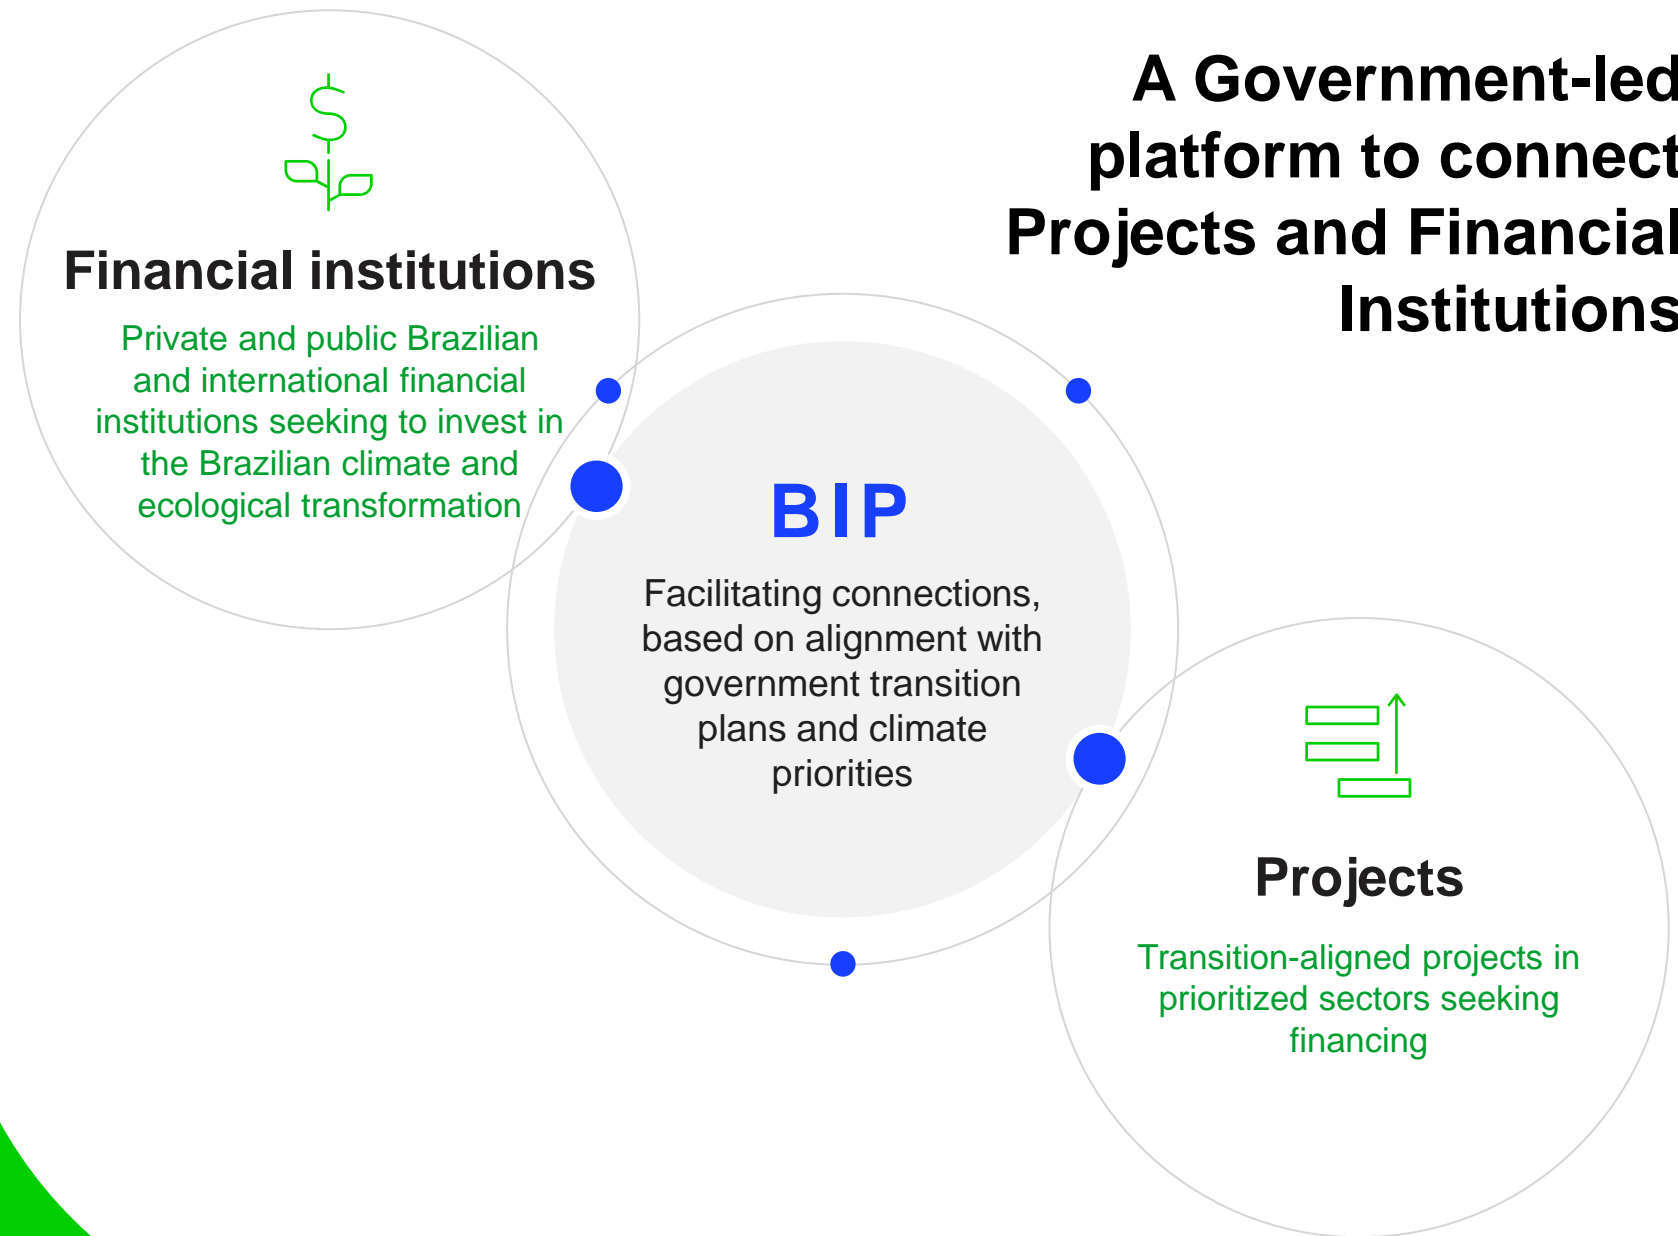 A Government-led
platform to connect
Projects and Financial
Institutions
Financial institutions
Private and public Brazilian
and international financial
institutions seeking to invest in
the Brazilian climate and
ecological transformation
BIP
Facilitating connections,
based on alignment with
government transition
plans and climate
priorities
Projects
Transition-aligned projects in
prioritized sectors seeking
financing